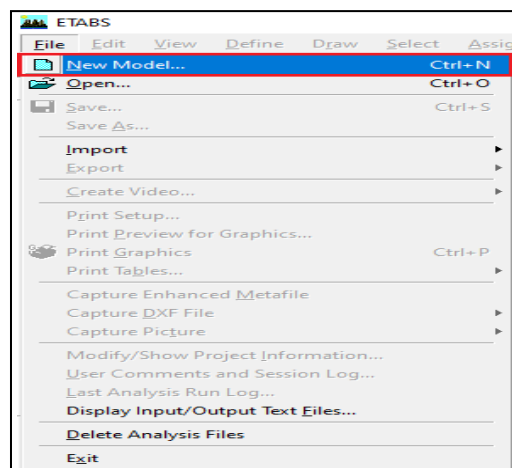 ETABS
File Edit View Define Draw Select Assig
New Model... Ctrl+N
Open... Ctrl+O
Save... Ctrl+S
Save As...
Import
Export
Create Video...
Print Setup...
Print Preview for Graphics...
Print Graphics Ctrl+P
Print Tables...
Capture Enhanced Metafile
Capture DXF File
Capture Picture
Modify/Show Project Information...
User Comments and Session Log...
Last Analysis Run Log...
Display Input/Output Text Files...
Delete Analysis Files
Exit